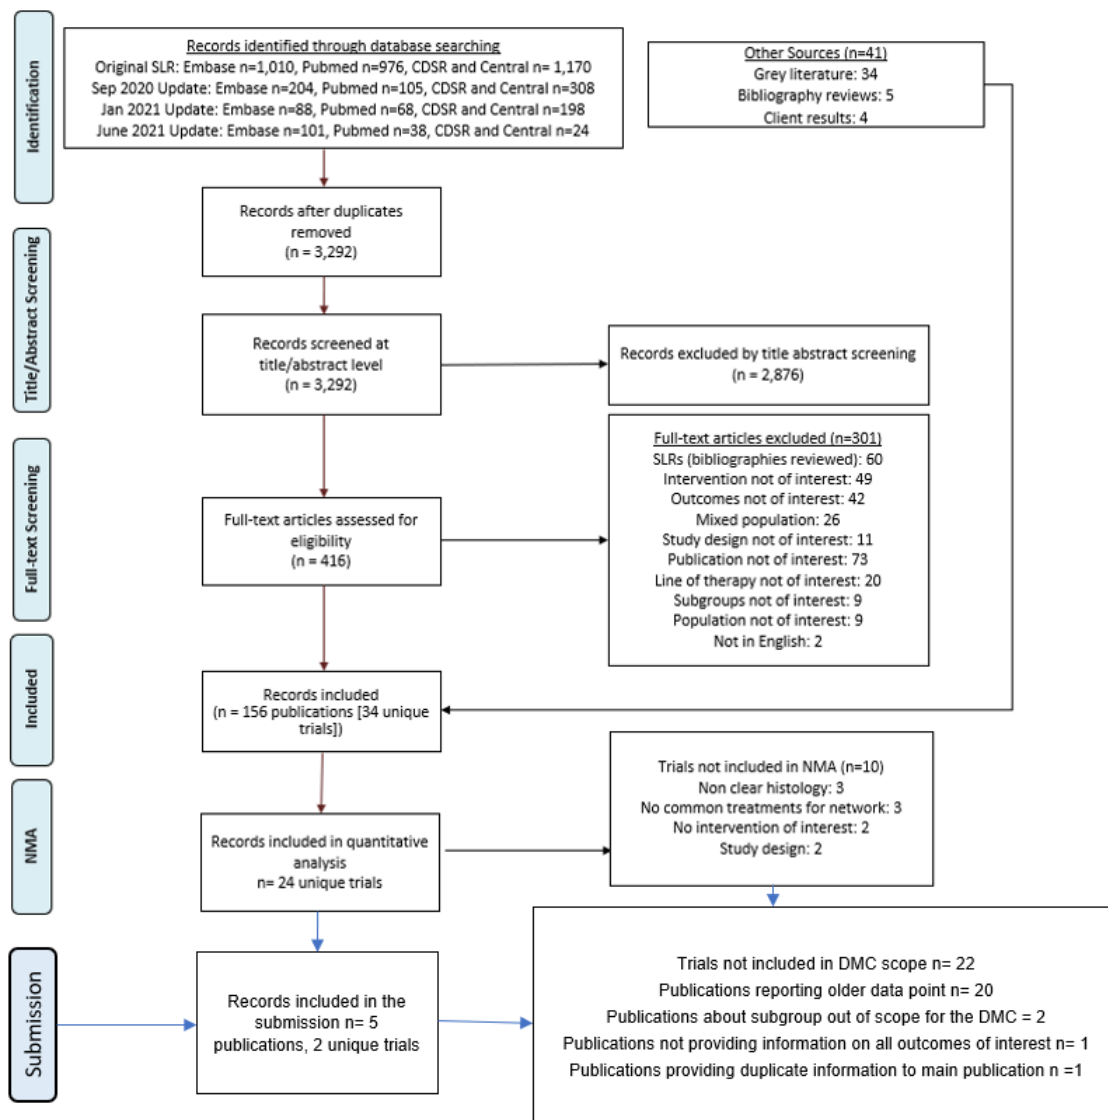 Identification
Records identified through database searching
Original SLR: Embase n=1,010, Pubmed n=976, CDSR and Central n= 1,170
Sep 2020 Update: Embase n=204, Pubmed n=105, CDSR and Central n=308
Jan 2021 Update: Embase n=88, Pubmed n=68, CDSR and Central n=198
June 2021 Update: Embase n=101, Pubmed n=38, CDSR and Central n=24
Other Sources (n=41)
Grey literature: 34
Bibliography reviews: 5
Client results: 4
Records after duplicates
removed
(n = 3,292)
Title/Abstract Screening
Records screened at
title/abstract level
(n = 3,292)
Records excluded by title abstract screening
(n = 2,876)
Full-text Screening
Full-text articles assessed for
eligibility
(n = 416)
Full-text articles excluded (n=301)
SLRs (bibliographies reviewed): 60
Intervention not of interest: 49
Outcomes not of interest: 42
Mixed population: 26
Study design not of interest: 11
Publication not of interest: 73
Line of therapy not of interest: 20
Subgroups not of interest: 9
Population not of interest: 9
Not in English: 2
Included
Records included
(n = 156 publications [34 unique
trials])
NMA
Records included in quantitative
analysis
n= 24 unique trials
Trials not included in NMA (n=10)
Non clear histology: 3
No common treatments for network: 3
No intervention of interest: 2
Study design: 2
Submission
Records included in the
submission n= 5
publications, 2 unique trials
Trials not included in DMC scope n= 22
Publications reporting older data point n= 20
Publications about subgroup out of scope for the DMC = 2
Publications not providing information on all outcomes of interest n= 1
Publications providing duplicate information to main publication n =1